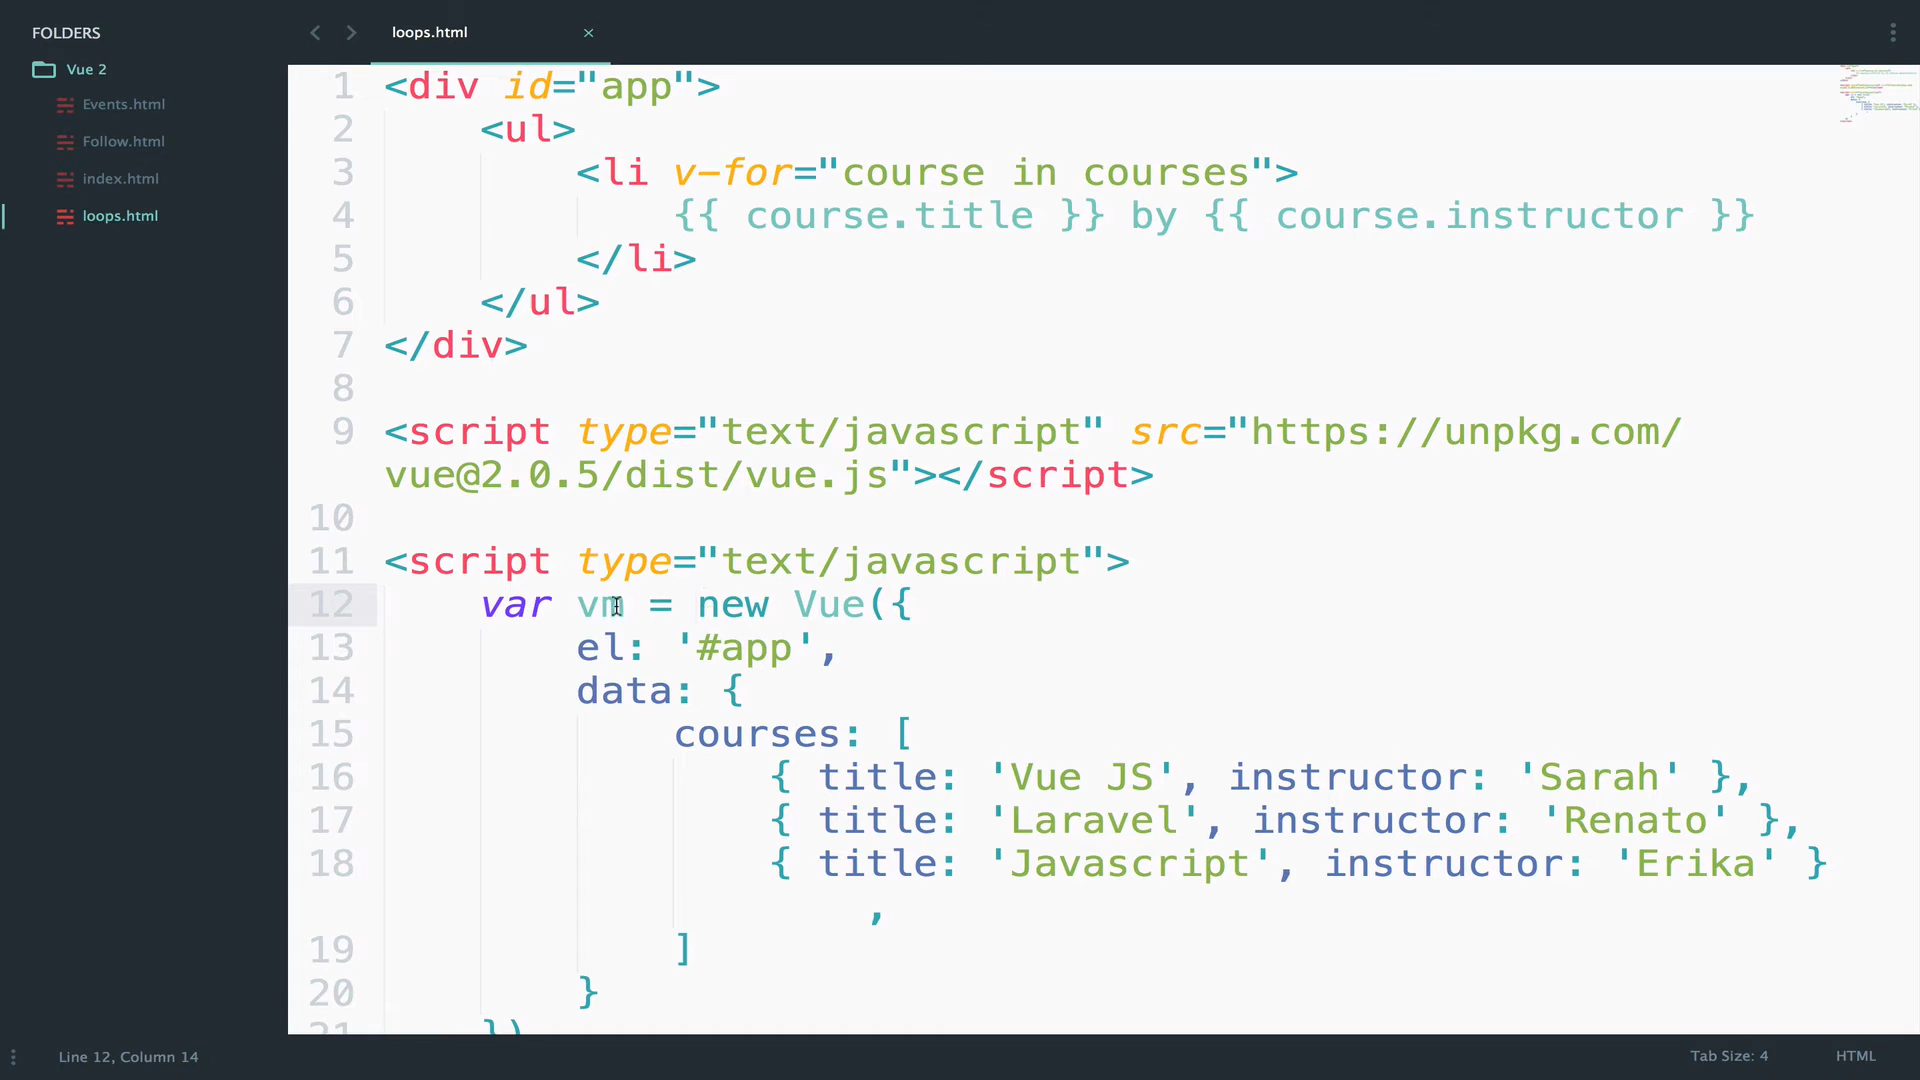 FOLDERS
Vue 2
Events.html
Follow.html
index.html
loops.html
loops.html ×
1 <div id="app">
2 <ul>
3 <li v-for="course in courses">
4 {{ course.title }} by {{ course.instructor }}
5 </li>
6 </ul>
7 </div>
8
9 <script type="text/javascript" src="https://unpkg.com/
vue@2.0.5/dist/vue.js"></script>
10
11 <script type="text/javascript">
12 var vm = new Vue({
13 el: '#app',
14 data: {
15 courses: [
16 { title: 'Vue JS', instructor: 'Sarah' },
17 { title: 'Laravel', instructor: 'Renato' },
18 { title: 'Javascript', instructor: 'Erika' }
,
19 ]
20 }
21 })
Line 12, Column 14
Tab Size: 4
HTML